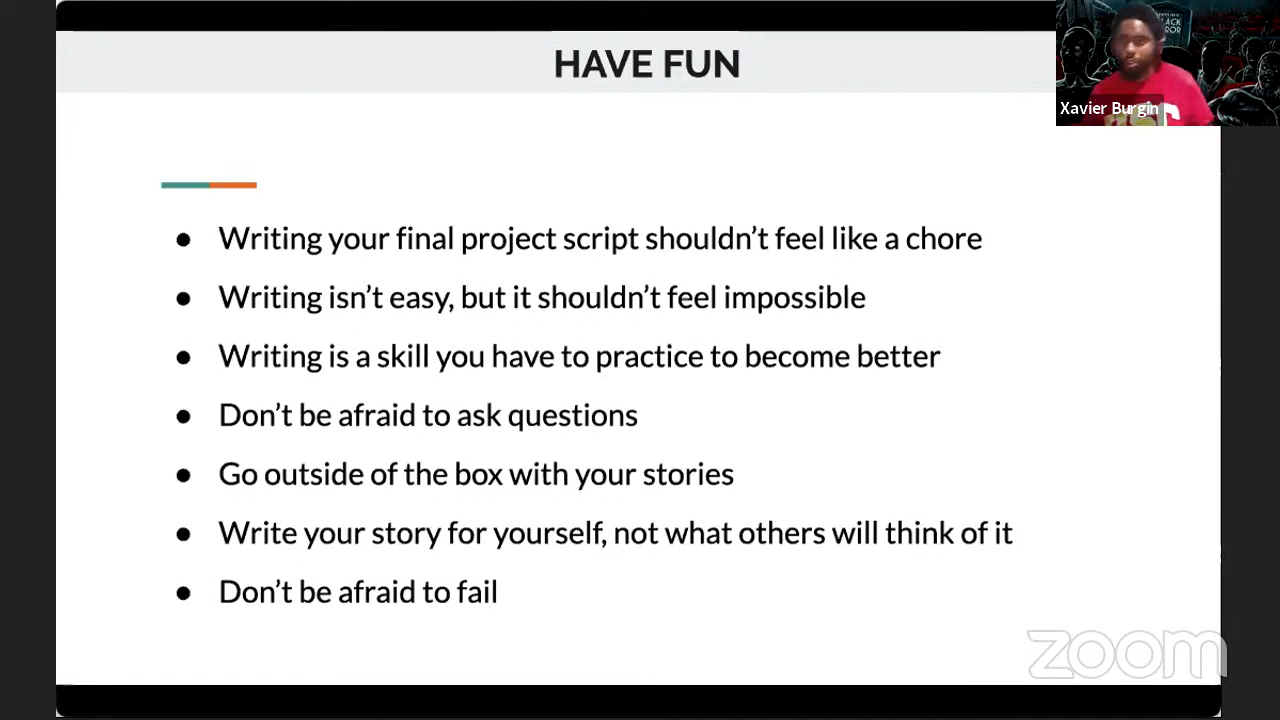 HAVE FUN
Xavier Burgin
Writing your final project script shouldn’t feel like a chore
Writing isn’t easy, but it shouldn’t feel impossible
Writing is a skill you have to practice to become better
Don’t be afraid to ask questions
Go outside of the box with your stories
Write your story for yourself, not what others will think of it
Don’t be afraid to fail
zoom